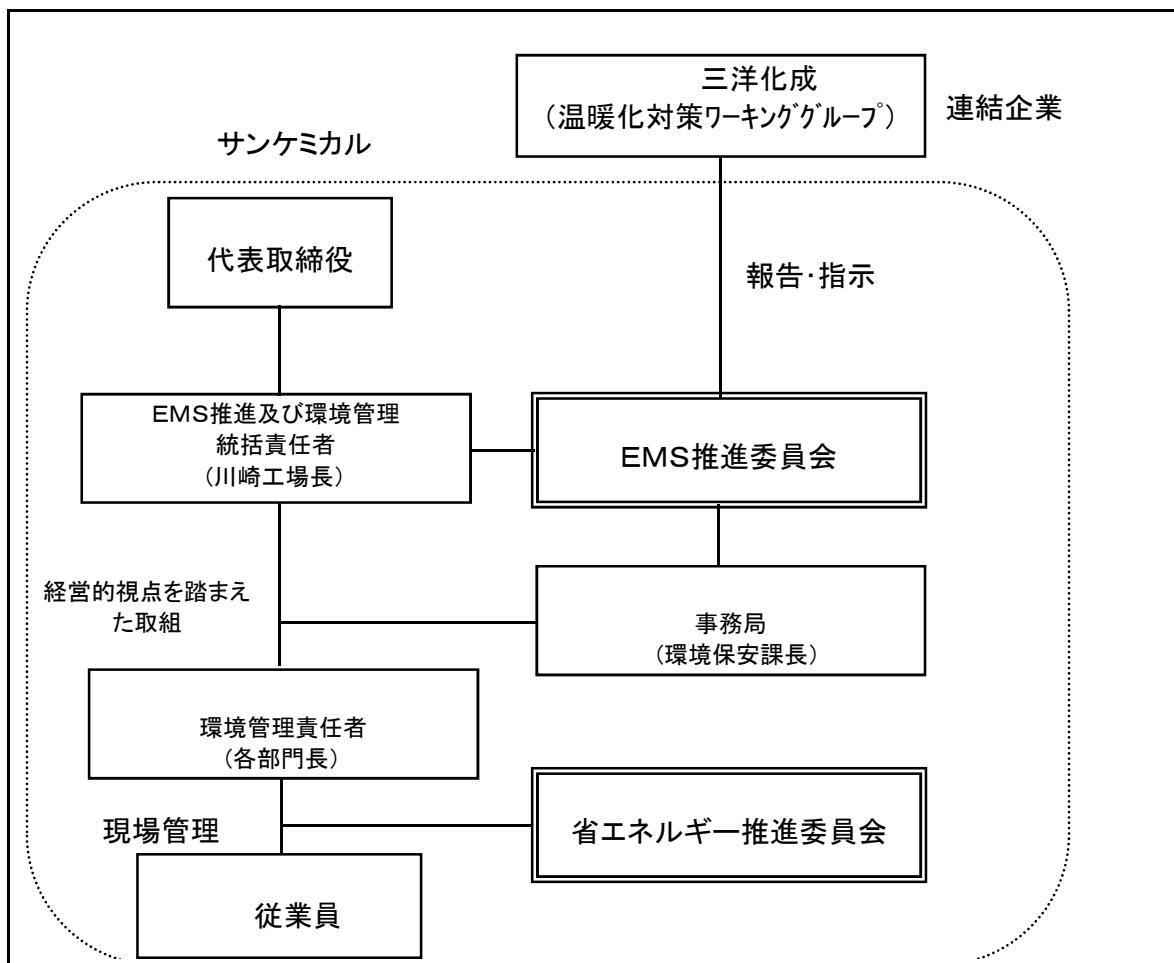 三洋化成
（温暖化対策ﾜｰｷﾝｸﾞｸﾞﾙｰﾌﾟ）
連結企業
サンケミカル
代表取締役
報告・指示
EMS推進及び環境管理
統括責任者
（川崎工場長）
EMS推進委員会
経営的視点を踏まえ
た取組
事務局
（環境保安課長）
環境管理責任者
（各部門長）
現場管理
省エネルギー推進委員会
従業員